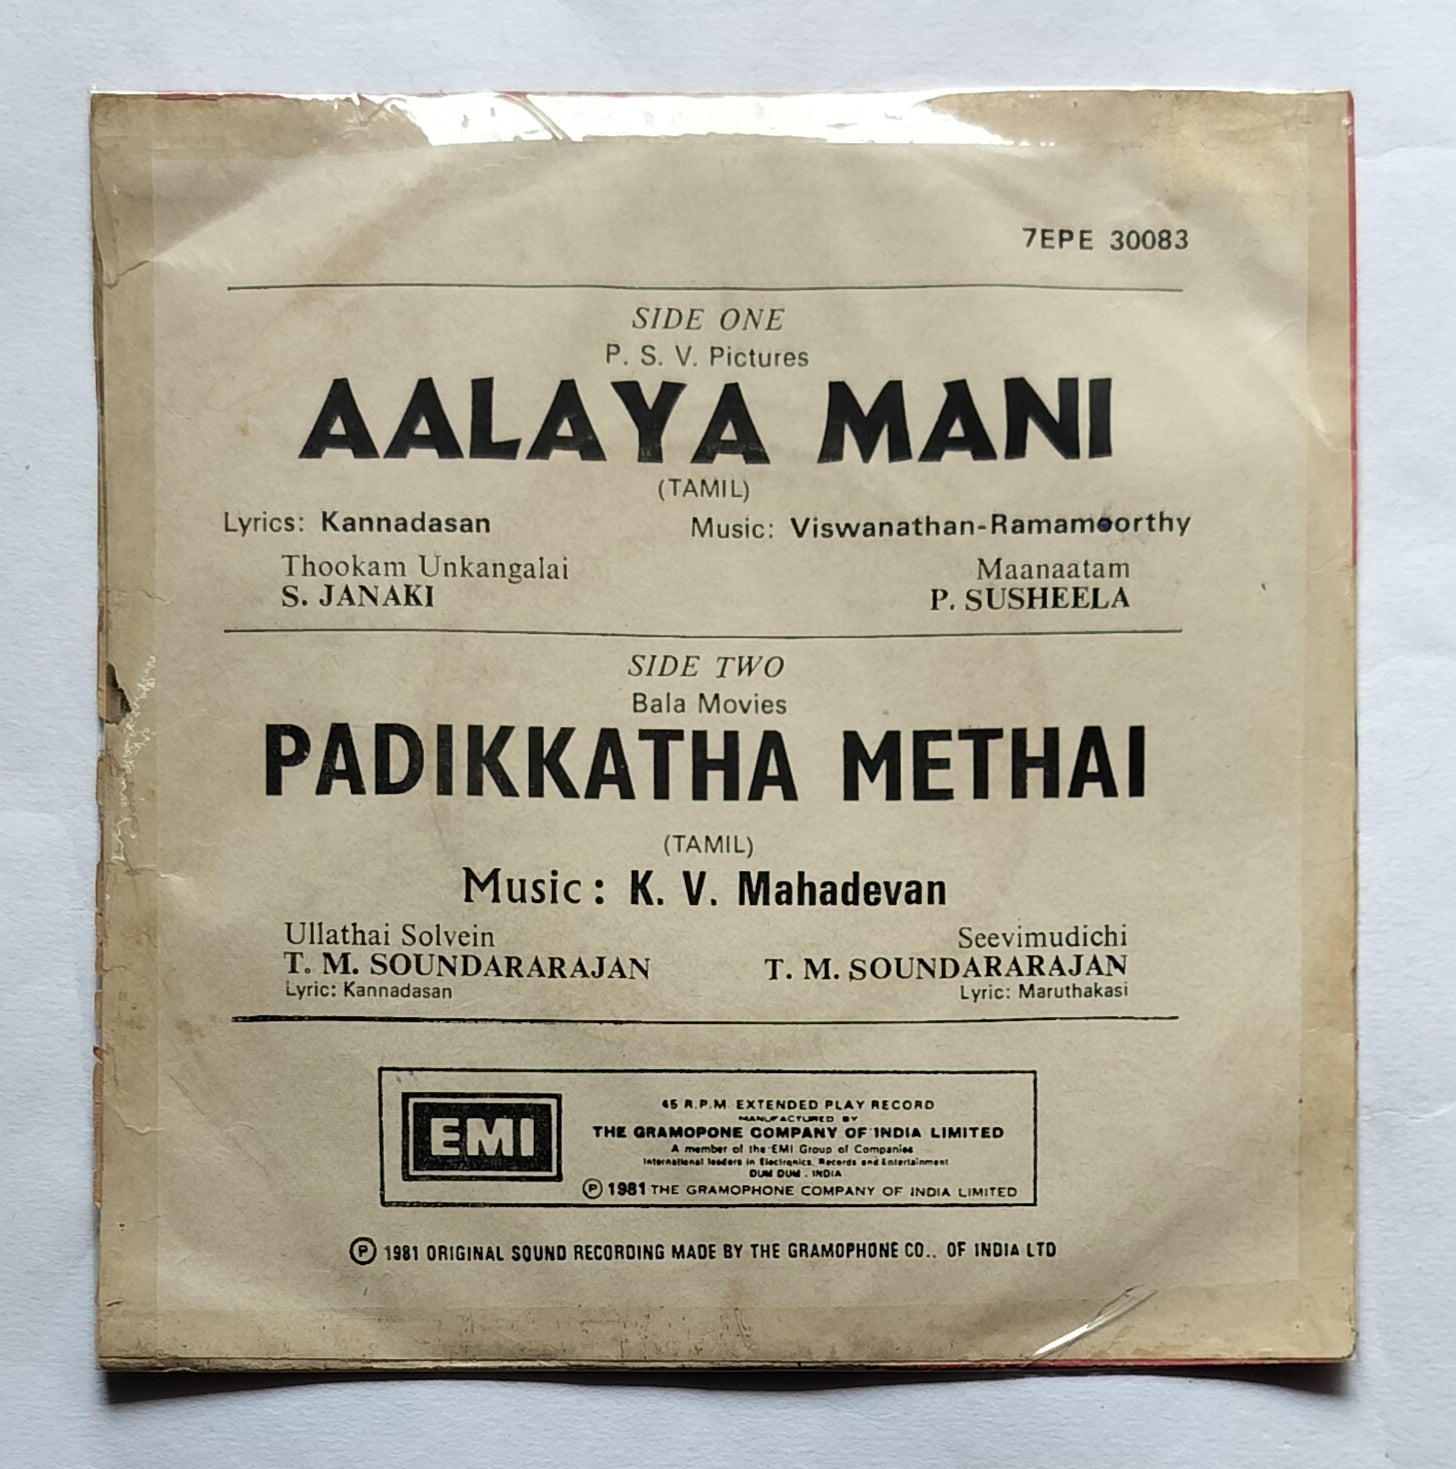 7EPE 30083
SIDE ONE
P. S. V. Pictures
AALAYA MANI
(TAMIL)
Lyrics: Kannadasan Music: Viswanathan-Ramamoorthy
Thookam Unkangalai Maanaatam
S. JANAKI P. SUSHEELA
SIDE TWO
Bala Movies
PADIKKATHA METHAI
(TAMIL)
Music: K. V. Mahadevan
Ullathai Solvein Seevimudichi
T. M. SOUNDARARAJAN T. M. SOUNDARARAJAN
Lyric: Kannadasan Lyric: Maruthakasi
EMI
45 R.P.M. EXTENDED PLAY RECORD
MANUFACTURED BY
THE GRAMOPONE COMPANY OF INDIA LIMITED
A member of the EMI Group of Companies
International leaders in Electronics, Records and Entertainment
DUM DUM . INDIA
Ⓟ 1981 THE GRAMOPHONE COMPANY OF INDIA LIMITED
Ⓟ 1981 ORIGINAL SOUND RECORDING MADE BY THE GRAMOPHONE CO.. OF INDIA LTD